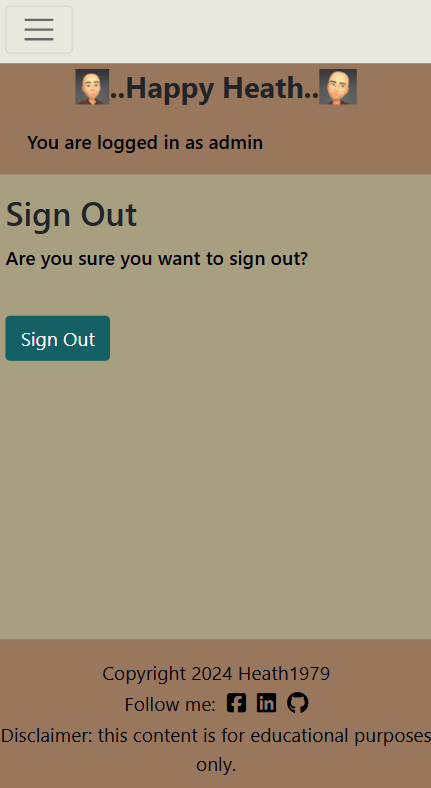 ..Happy Heath..
You are logged in as admin
Sign Out
Are you sure you want to sign out?
Sign Out
Copyright 2024 Heath1979
Follow me:
Disclaimer: this content is for educational purposes
only.